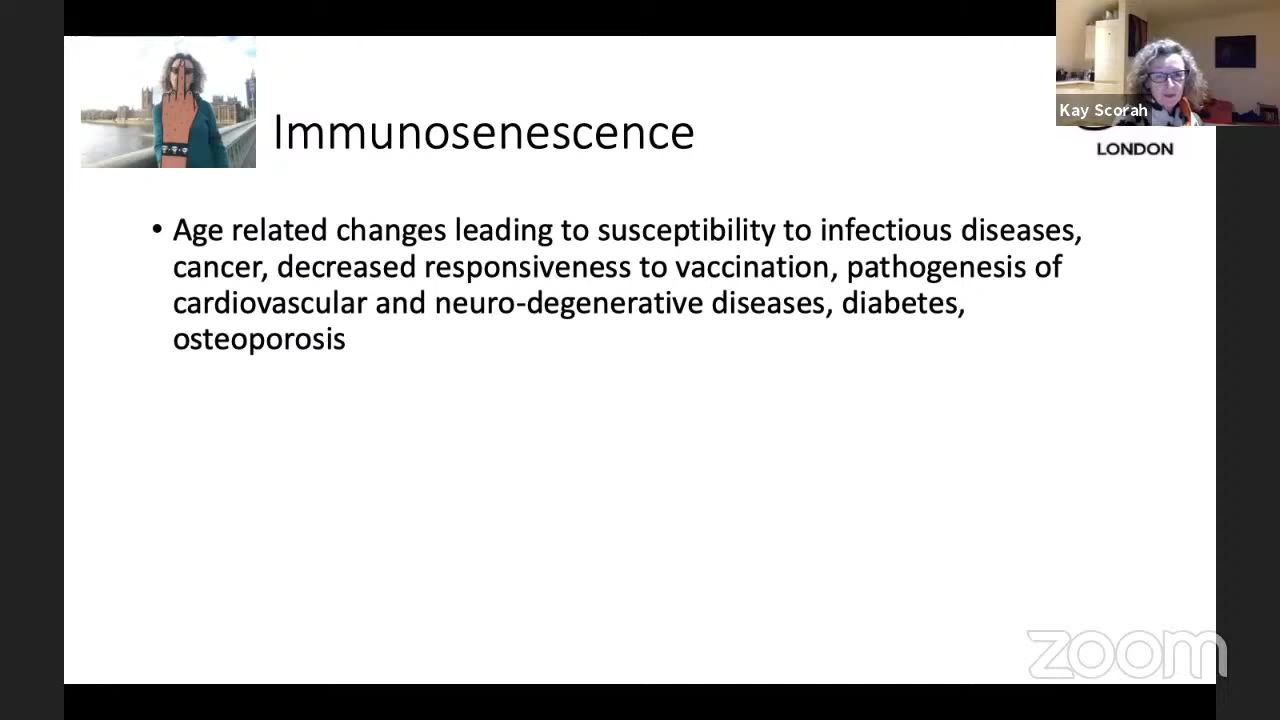 Kay Scorah
LONDON
Immunosenescence
• Age related changes leading to susceptibility to infectious diseases,
cancer, decreased responsiveness to vaccination, pathogenesis of
cardiovascular and neuro-degenerative diseases, diabetes,
osteoporosis
zoom